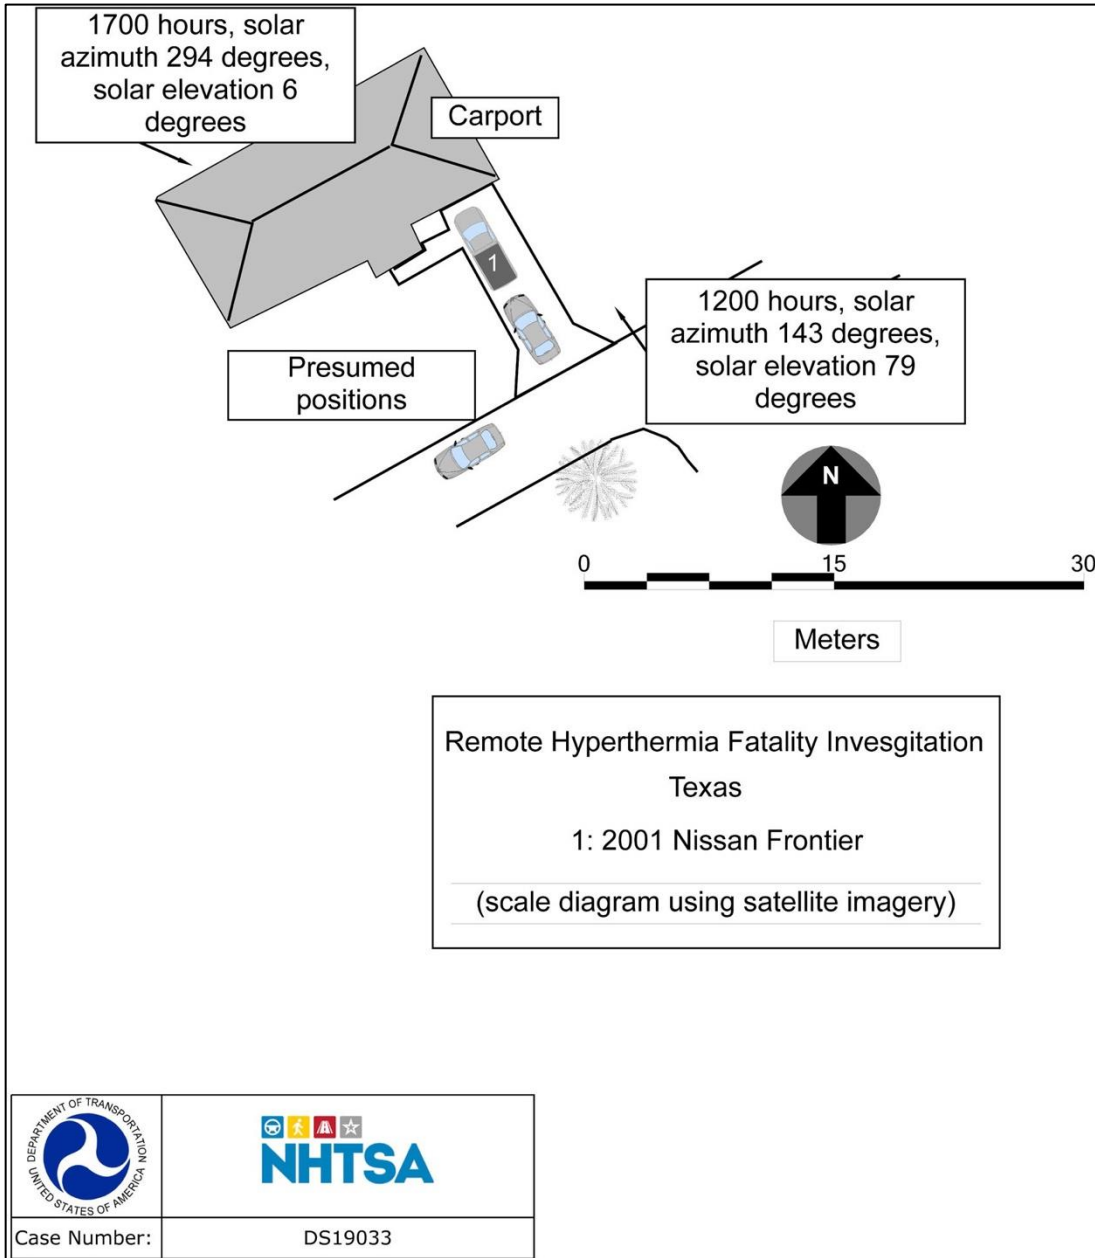 1700 hours, solar
azimuth 294 degrees,
solar elevation 6
degrees
Carport
1
1200 hours, solar
azimuth 143 degrees,
solar elevation 79
degrees
Presumed
positions
N
0 15 30
Meters
Remote Hyperthermia Fatality Invesgitation
Texas
1: 2001 Nissan Frontier
(scale diagram using satellite imagery)
DEPARTMENT OF TRANSPORTATION
UNITED STATES OF AMERICA
NHTSA
Case Number: DS19033